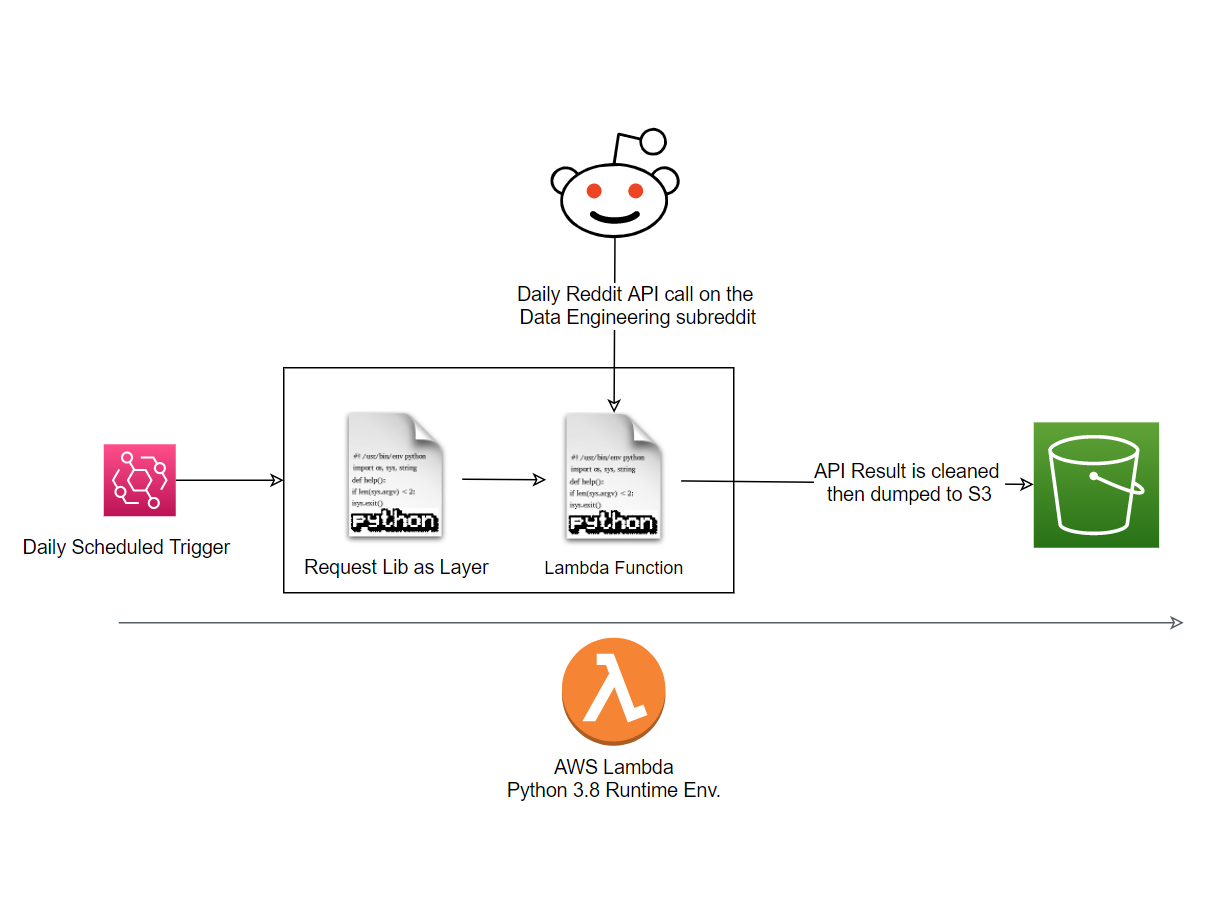 Daily Reddit API call on the
Data Engineering subreddit
#! /usr/bin/env python
import os, sys, string
def help():
if len(sys.argv) < 2:
isys.exit()
python
#! /usr/bin/env python
import os, sys, string
def help():
if len(sys.argv) < 2:
isys.exit()
python
API Result is cleaned
then dumped to S3
Daily Scheduled Trigger
Request Lib as Layer
Lambda Function
AWS Lambda
Python 3.8 Runtime Env.